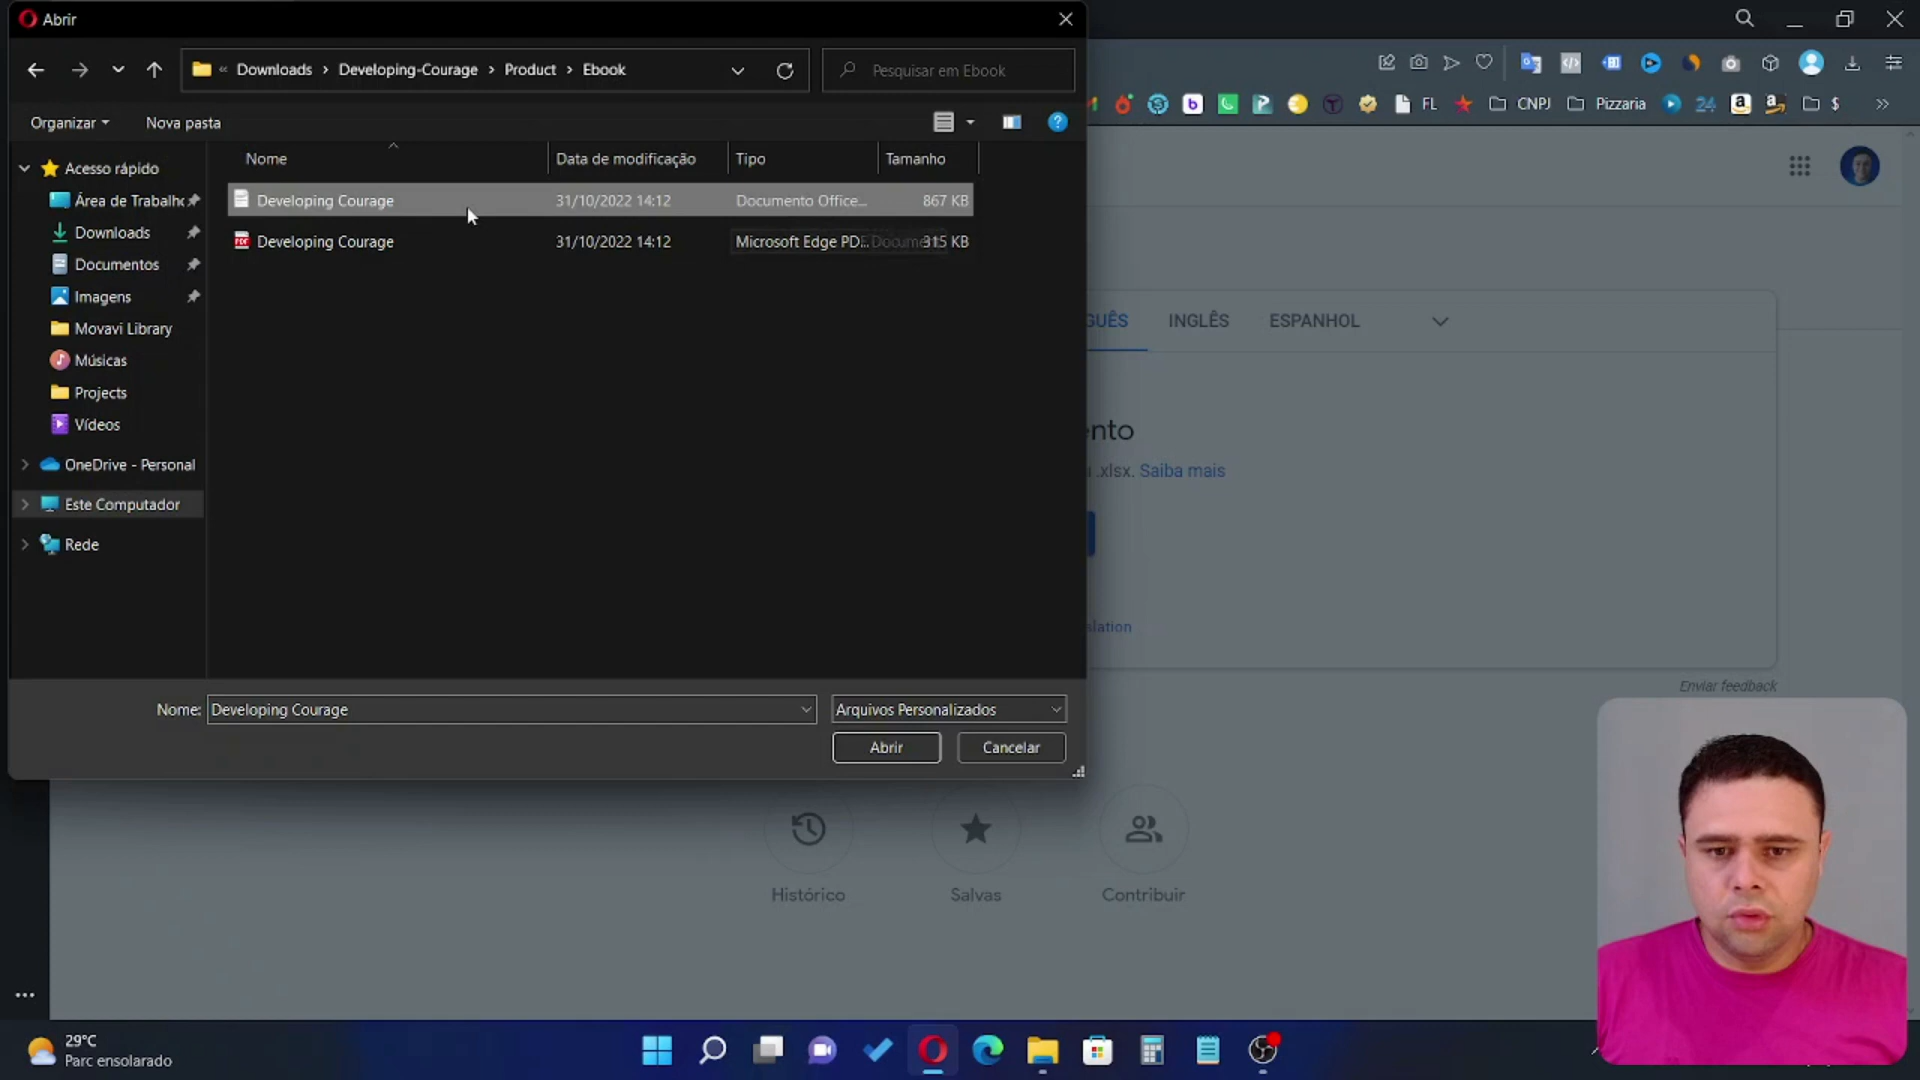 Abrir
« Downloads › Developing-Courage › Product › Ebook
Pesquisar em Ebook
Organizar
Nova pasta
FL
CNPJ
Pizzaria
24
$
»
Nome
Data de modificação
Tipo
Tamanho
Developing Courage 31/10/2022 14:12 Documento Office... 867 KB
Developing Courage 31/10/2022 14:12 Microsoft Edge PD... 315 KB
Acesso rápido
Área de Trabalho
Downloads
Documentos
Imagens
Movavi Library
Músicas
Projects
Vídeos
OneDrive - Personal
Este Computador
Rede
INGLÊS
ESPANHOL
.xlsx. Saiba mais
Enviar feedback
Nome: Developing Courage
Arquivos Personalizados
Abrir
Cancelar
Histórico
Salvas
Contribuir
29°C
Parc ensolarado